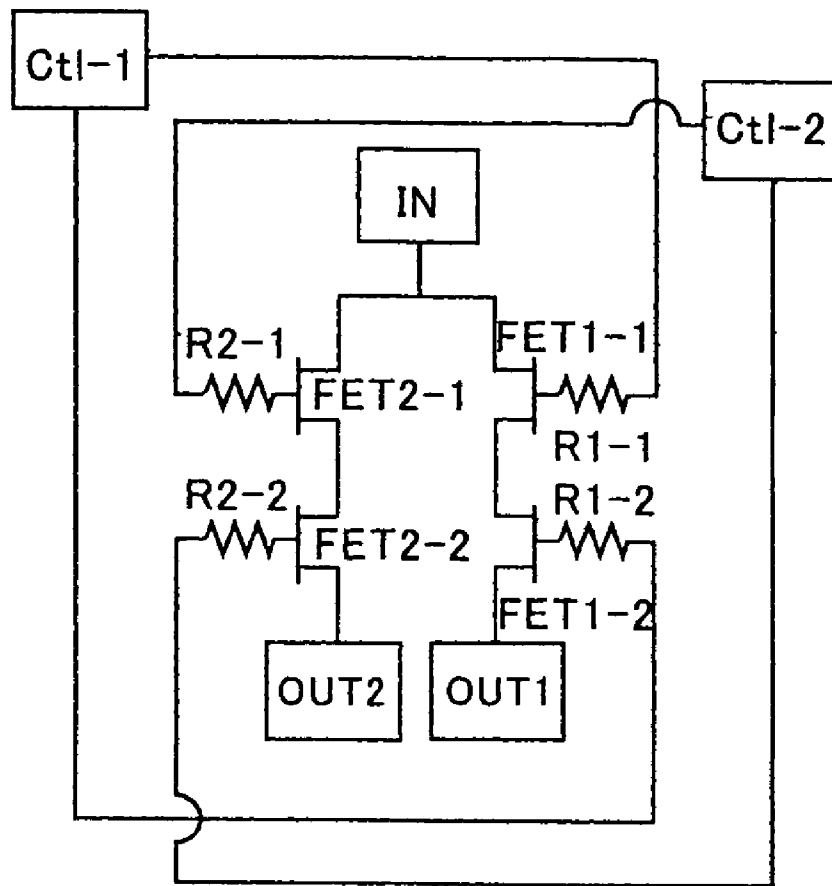 Ctl-1
Ctl-2
IN
R2-1
FET1-1
FET2-1
R1-1
R2-2
R1-2
FET2-2
FET1-2
OUT2
OUT1